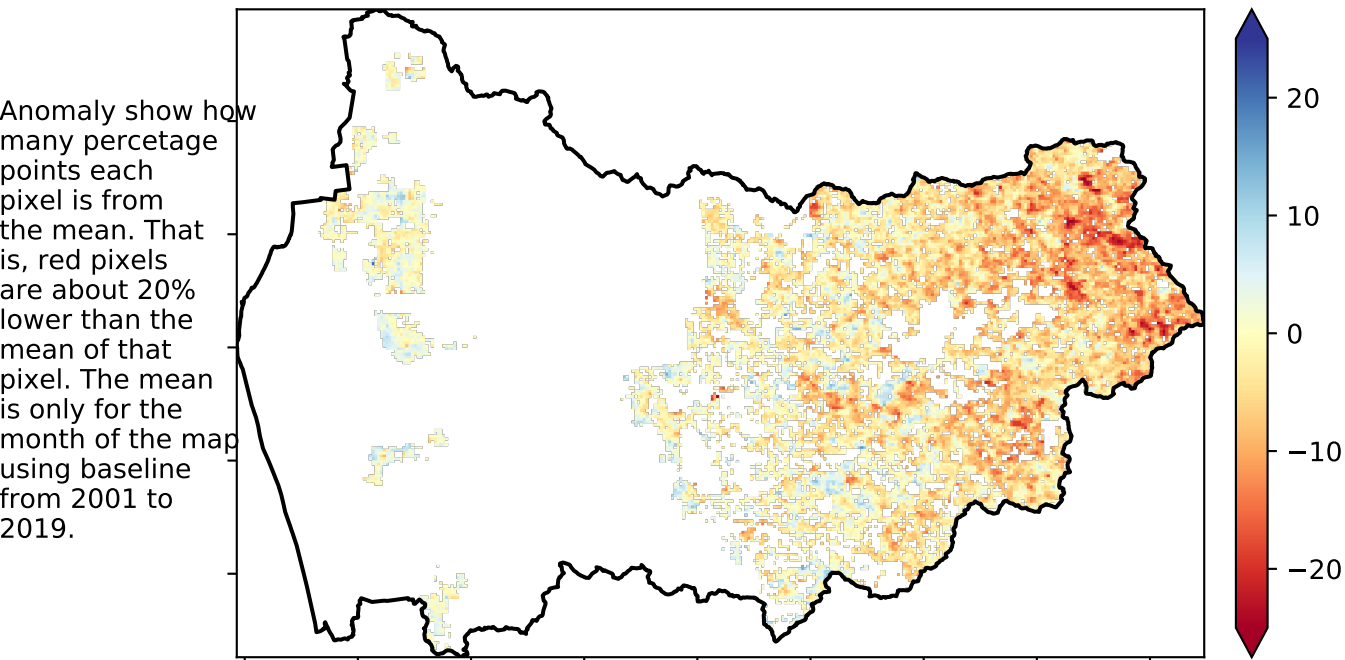 Anomaly show how
many percetage
points each
pixel is from
the mean. That
is, red pixels
are about 20%
lower than the
mean of that
pixel. The mean
is only for the
month of the map
using baseline
from 2001 to
2019.
20
10
0
−10
−20